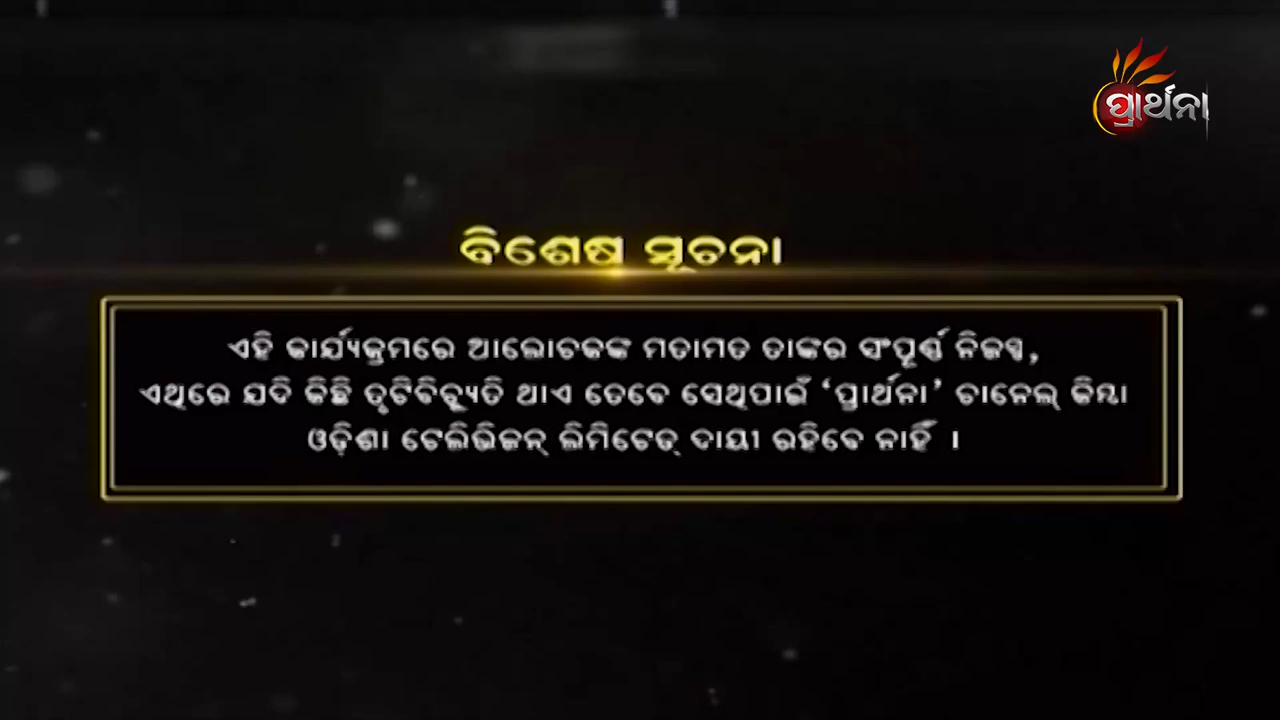 ପ୍ରାର୍ଥନା
ବିଶେଷ ସୂଚନା
ଏହି କାର୍ଯ୍ୟକ୍ରମରେ ଆଲୋଚକଙ୍କ ମତାମତ ତାଙ୍କର ସଂପୂର୍ଣ୍ଣ ନିଜସ୍ୱ,
ଏଥିରେ ଯଦି କିଛି ତୃଟିବିଚ୍ୟୁତି ଥାଏ ତେବେ ସେଥିପାଇଁ ‘ପ୍ରାର୍ଥନା’ ଚାନେଲ୍ କିମ୍ବା
ଓଡ଼ିଶା ଟେଲିଭିଜନ୍ ଲିମିଟେଡ୍ ଦାୟୀ ରହିବେ ନାହିଁ ।